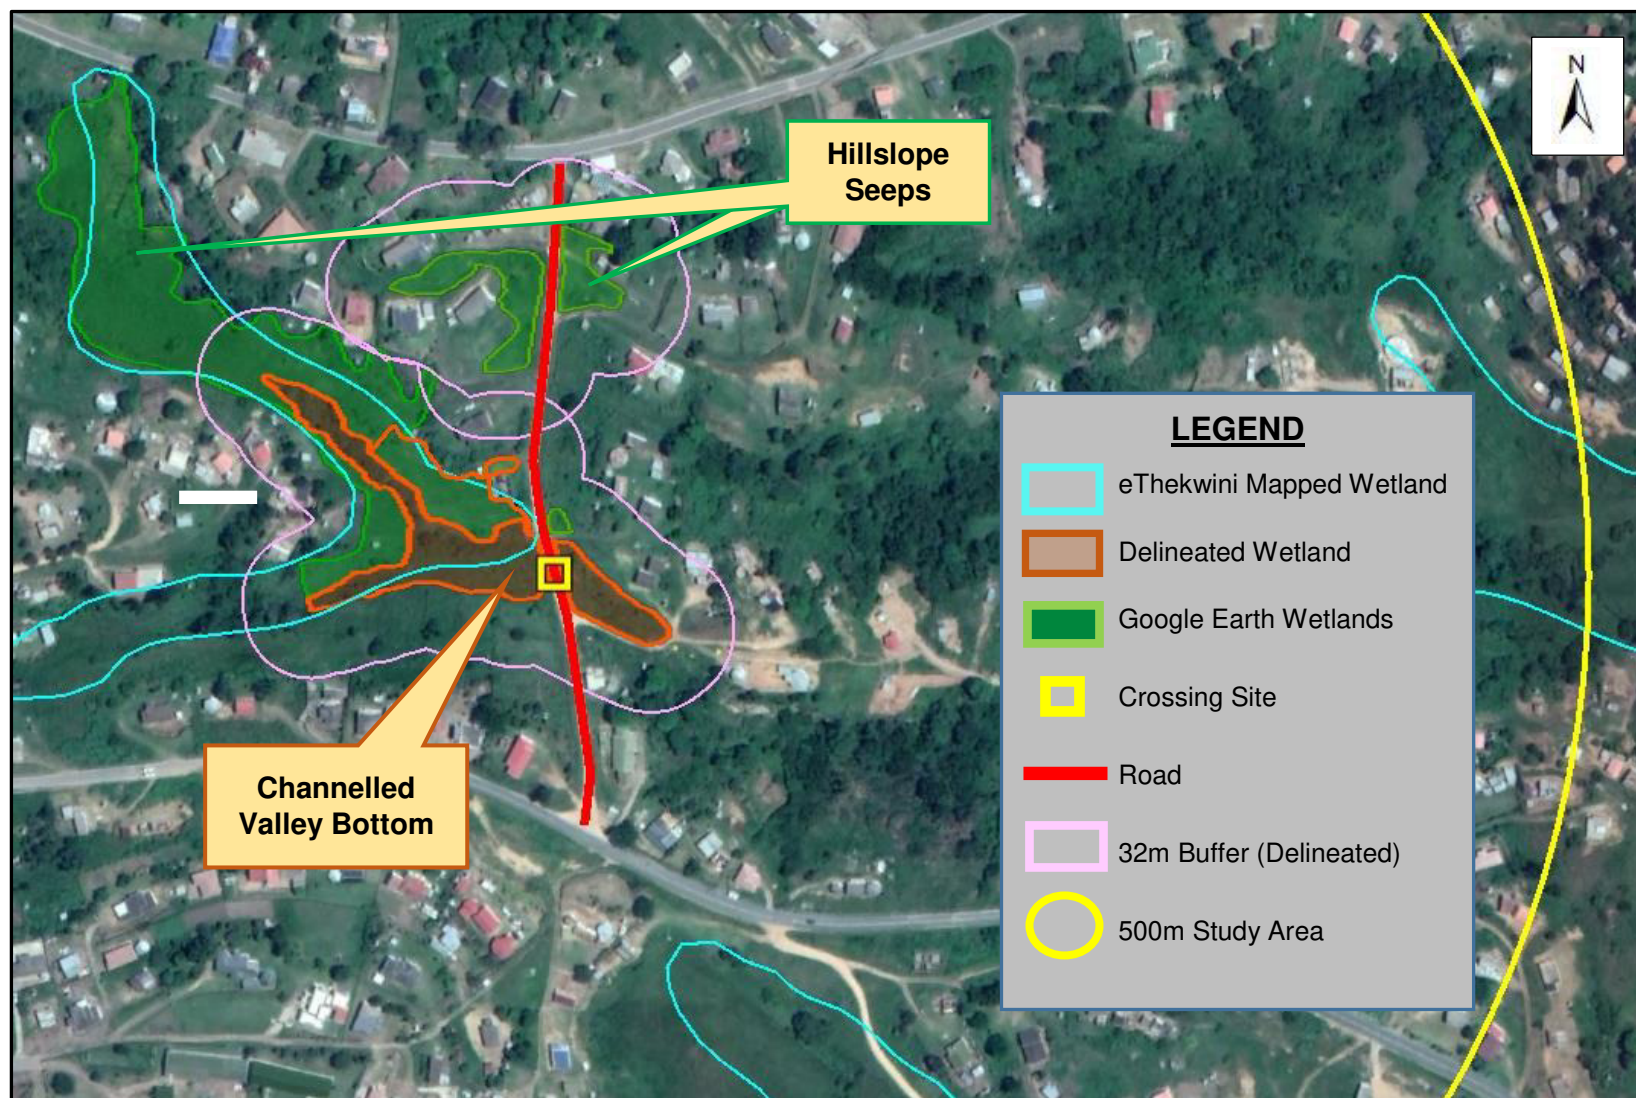 N
Hillslope
Seeps
LEGEND
eThekwini Mapped Wetland
Delineated Wetland
Google Earth Wetlands
Crossing Site
Road
32m Buffer (Delineated)
500m Study Area
Channelled
Valley Bottom